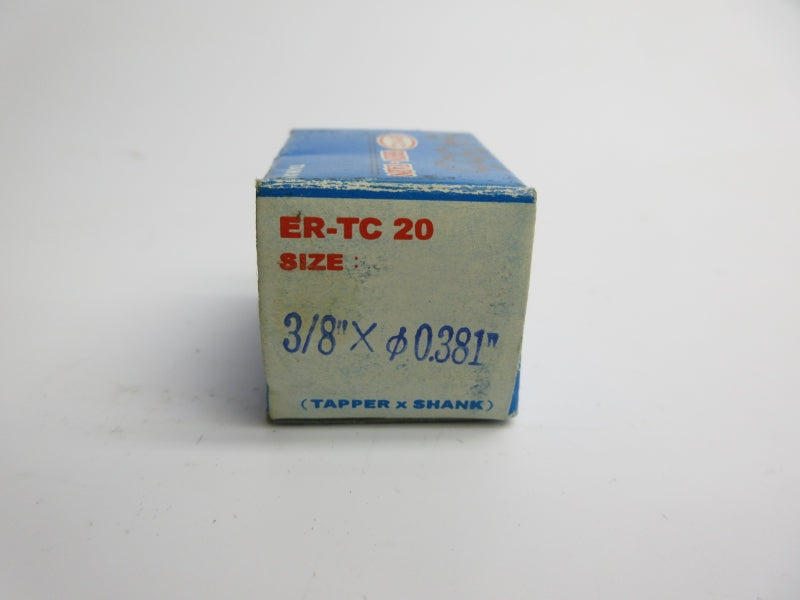 ER-TC 20
SIZE :
3/8" X φ0.381"
(TAPPER x SHANK)